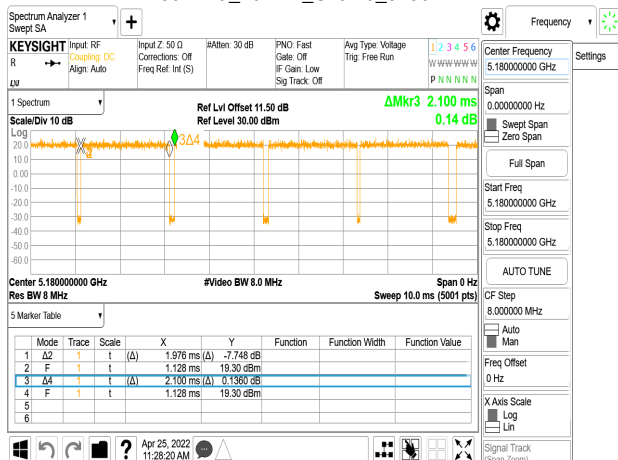 Spectrum Analyzer 1
Swept SA
Frequency
KEYSIGHT
R
Input: RF
Coupling: DC
Align: Auto
Input Z: 50 Ω
Corrections: Off
Freq Ref: Int (S)
#Atten: 30 dB
PNO: Fast
Gate: Off
IF Gain: Low
Sig Track: Off
Avg Type: Voltage
Trig: Free Run
1 2 3 4 5 6
W W W W W W
P N N N N N
1 Spectrum
Scale/Div 10 dB
Ref Lvl Offset 11.50 dB
Ref Level 30.00 dBm
ΔMkr3 2.100 ms
0.14 dB
Log
20.0
10.0
0.00
-10.0
-20.0
-30.0
-40.0
-50.0
-60.0
3Δ4
Center 5.180000000 GHz
#Video BW 8.0 MHz
Span 0 Hz
Res BW 8 MHz
Sweep 10.0 ms (5001 pts)
5 Marker Table
Mode Trace Scale X Y Function Function Width Function Value
1 Δ2 1 t (Δ) 1.976 ms (Δ) -7.748 dB
2 F 1 t 1.128 ms 19.30 dBm
3 Δ4 1 t (Δ) 2.100 ms (Δ) 0.1360 dB
4 F 1 t 1.128 ms 19.30 dBm
5
6
Apr 25, 2022
11:28:20 AM
Center Frequency
5.180000000 GHz
Settings
Span
0.00000000 Hz
Swept Span
Zero Span
Full Span
Start Freq
5.180000000 GHz
Stop Freq
5.180000000 GHz
AUTO TUNE
CF Step
8.000000 MHz
Auto
Man
Freq Offset
0 Hz
X Axis Scale
Log
Lin
Signal Track
(Span Zoom)